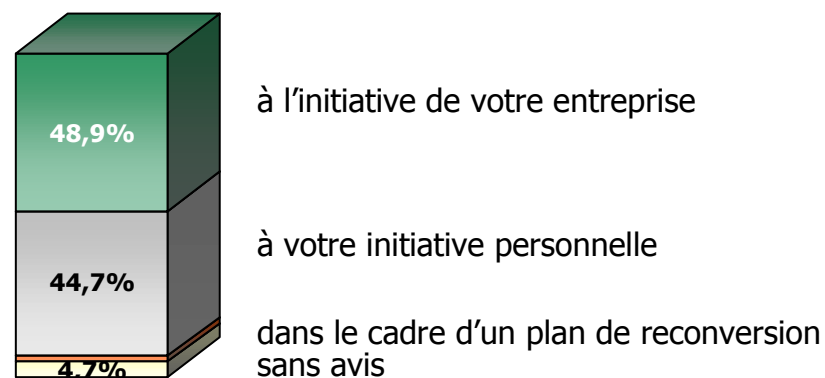 à l'initiative de votre entreprise
48,9%
à votre initiative personnelle
44,7%
dans le cadre d'un plan de reconversion
sans avis
4,7%